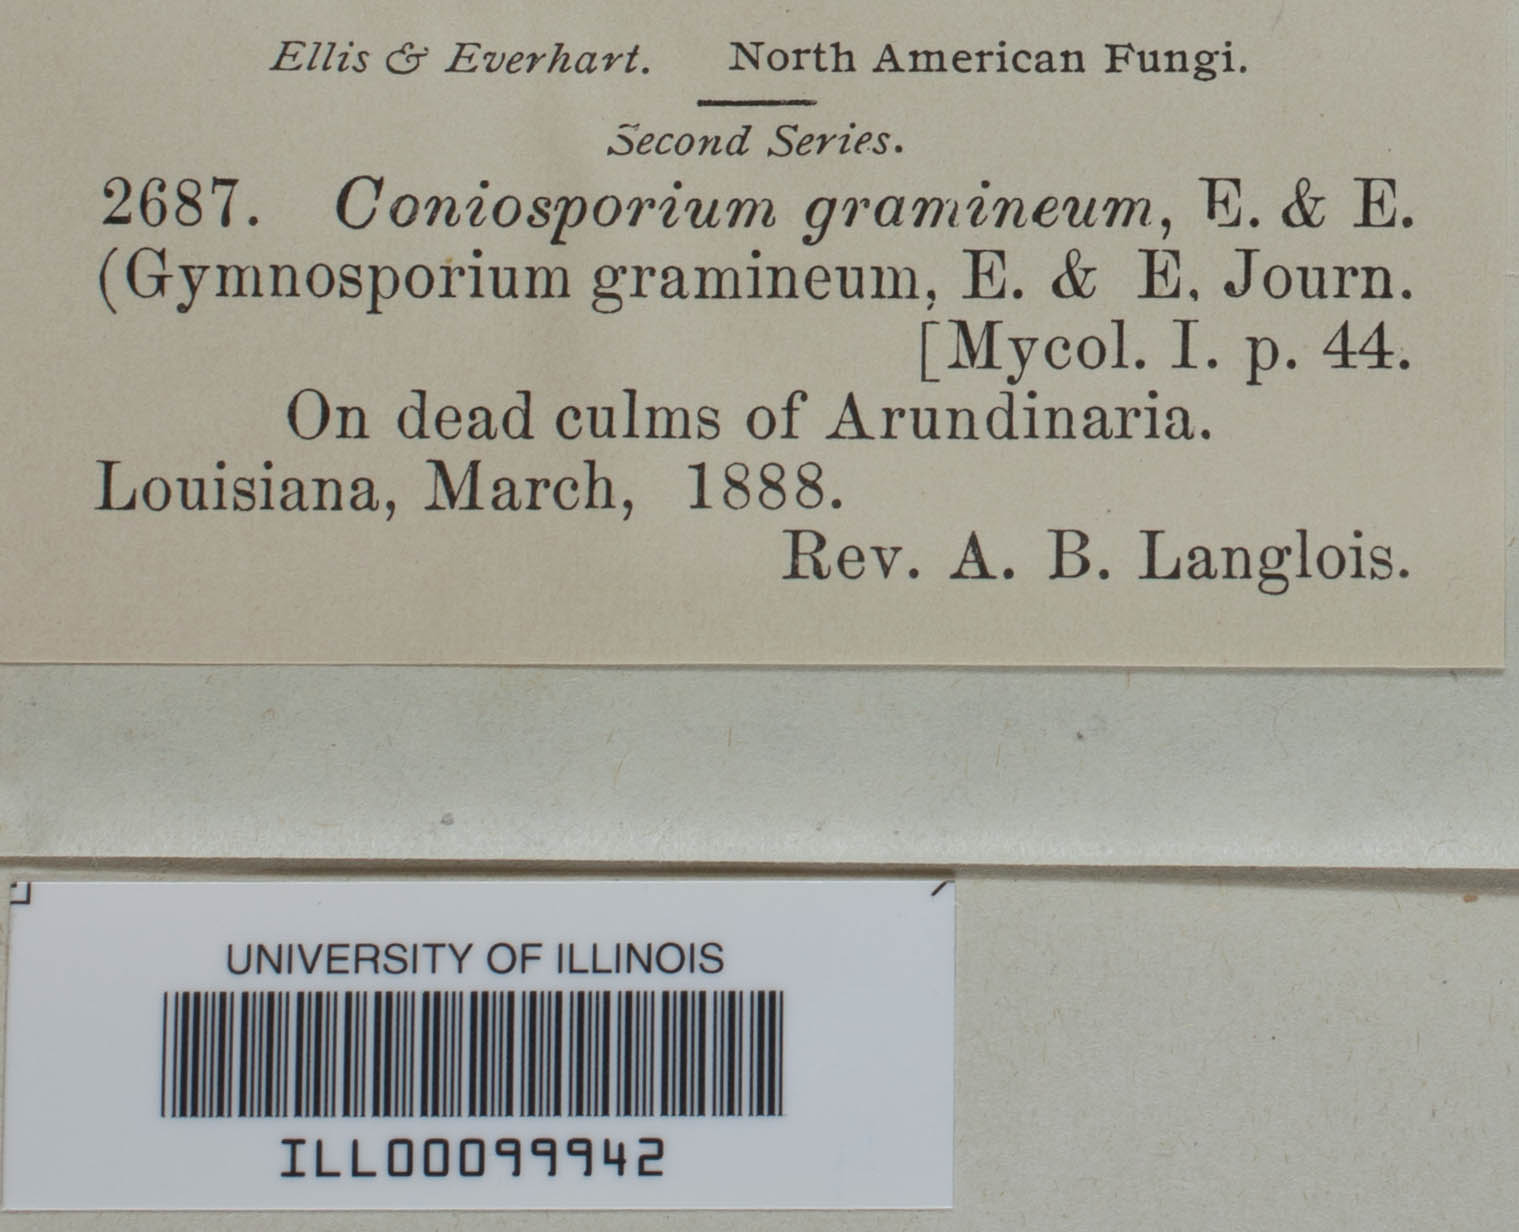 Ellis & Everhart. North American Fungi.
Second Series.
2687. Coniosporium gramineum, E. & E.
(Gymnosporium gramineum, E. & E, Journ.
[Mycol. I. p. 44.
On dead culms of Arundinaria.
Louisiana, March, 1888.
Rev. A. B. Langlois.
UNIVERSITY OF ILLINOIS
ILL00099942